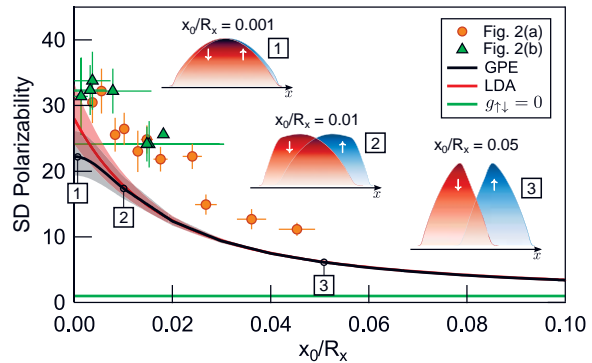 x₀/Rₓ = 0.001
1
x
x₀/Rₓ = 0.01
2
x
x₀/Rₓ = 0.05
3
x
Fig. 2(a)
Fig. 2(b)
GPE
LDA
g↑↓ = 0
SD Polarizability
40
30
20
10
0
1
2
3
0.00
0.02
0.04
0.06
0.08
0.10
x₀/Rₓ
↓
↑
↓
↑
↓
↑